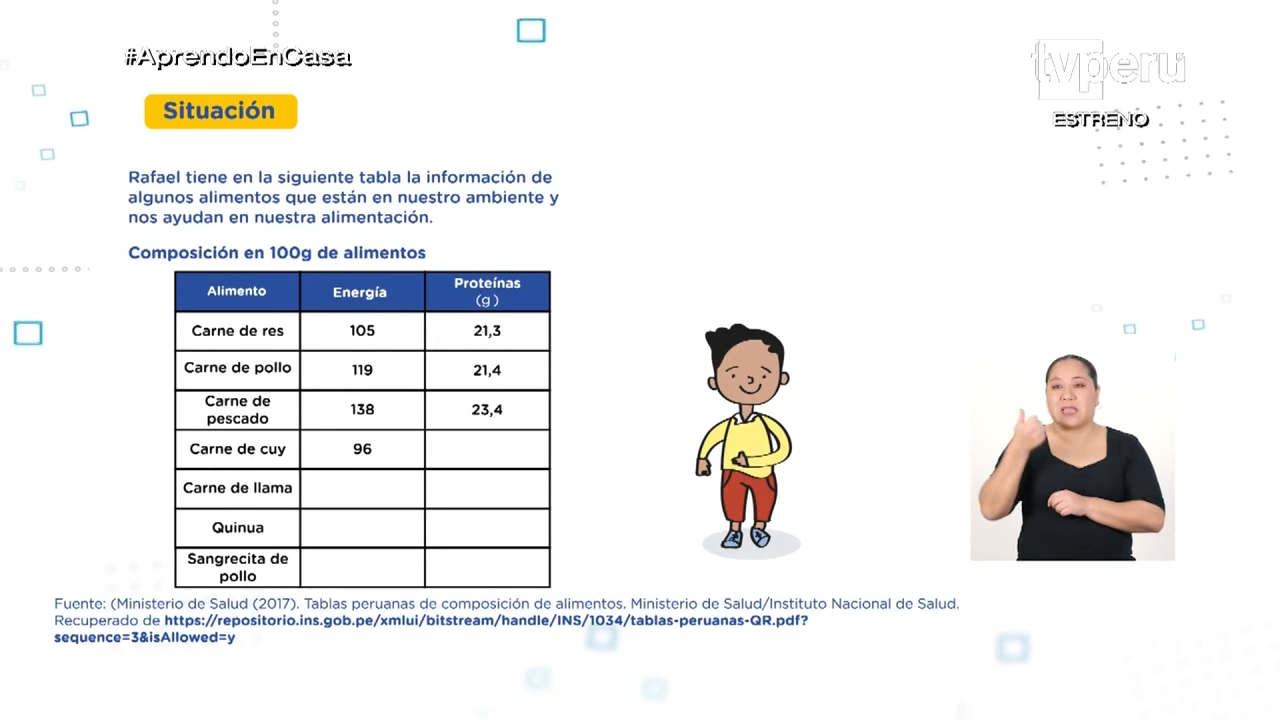 #AprendoEnCasa
tvperu
ESTRENO
Situación
Rafael tiene en la siguiente tabla la información de
algunos alimentos que están en nuestro ambiente y
nos ayudan en nuestra alimentación.
Composición en 100g de alimentos
Alimento Energía Proteínas
(g)
Carne de res 105 21,3
Carne de pollo 119 21,4
Carne de
pescado 138 23,4
Carne de cuy 96
Carne de llama
Quinua
Sangrecita de
pollo
Fuente: (Ministerio de Salud (2017). Tablas peruanas de composición de alimentos. Ministerio de Salud/Instituto Nacional de Salud.
Recuperado de https://repositorio.ins.gob.pe/xmlui/bitstream/handle/INS/1034/tablas-peruanas-QR.pdf?
sequence=3&isAllowed=y